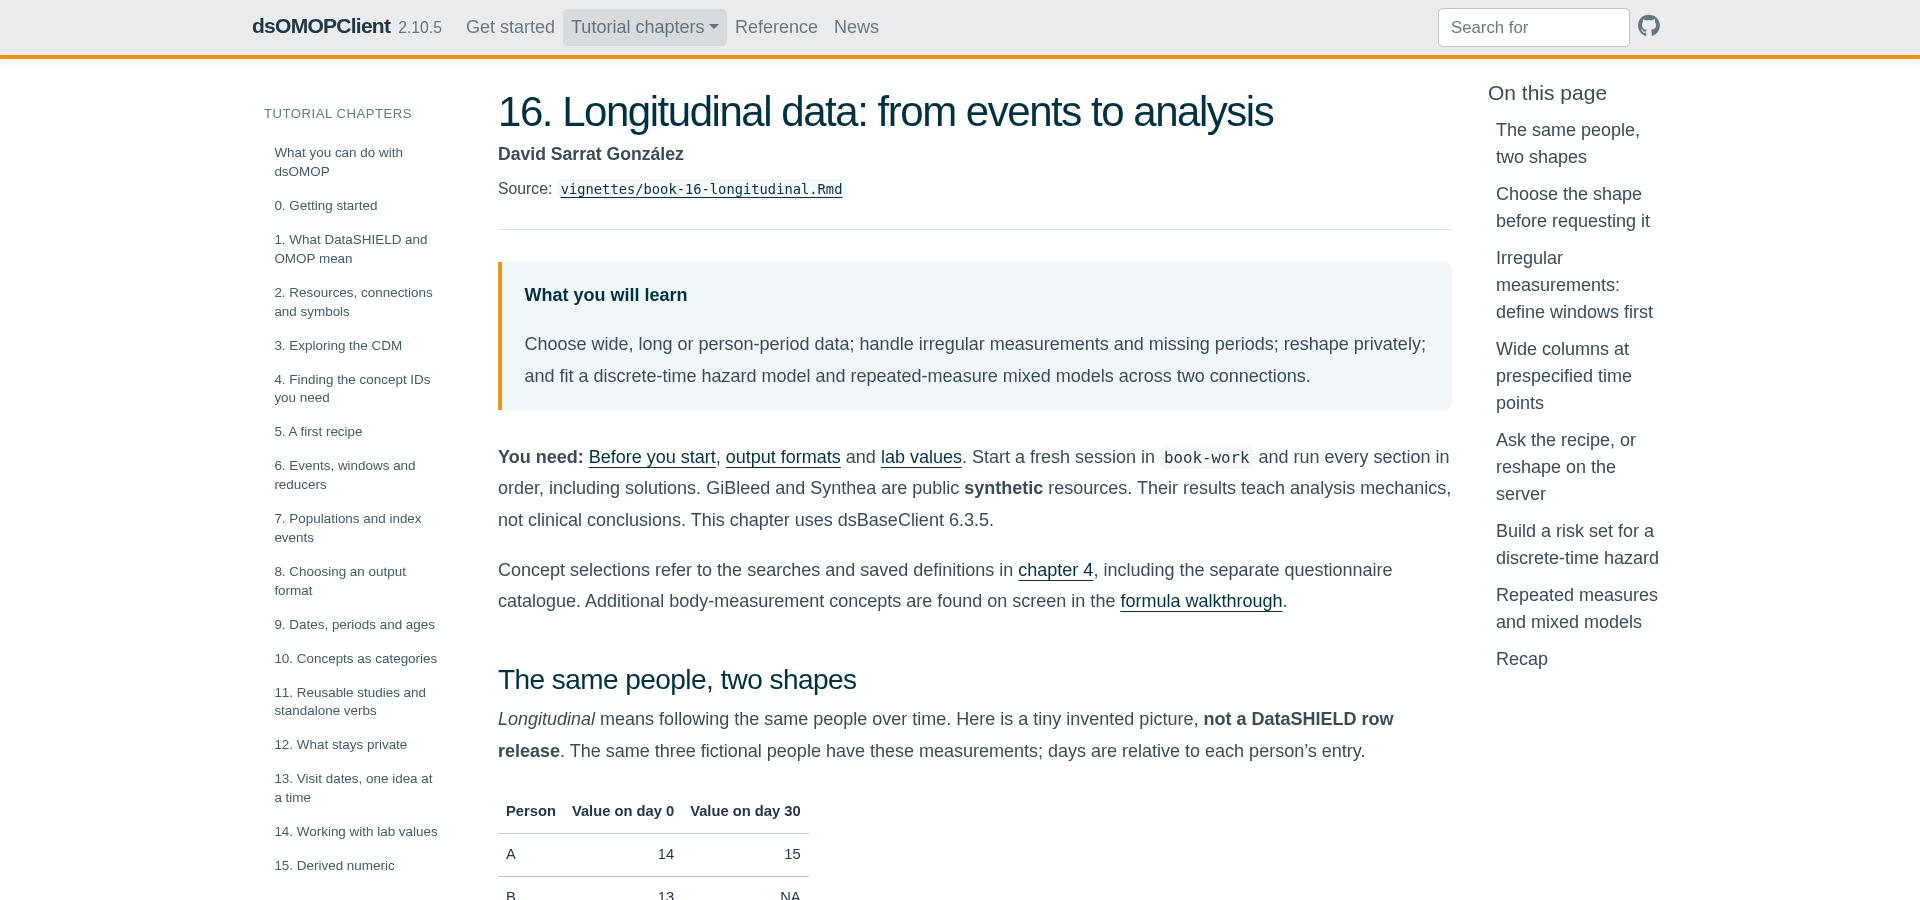 dsOMOPClient 2.10.5 Get started Tutorial chapters Reference News Search for
TUTORIAL CHAPTERS
What you can do with
dsOMOP
0. Getting started
1. What DataSHIELD and
OMOP mean
2. Resources, connections
and symbols
3. Exploring the CDM
4. Finding the concept IDs
you need
5. A first recipe
6. Events, windows and
reducers
7. Populations and index
events
8. Choosing an output
format
9. Dates, periods and ages
10. Concepts as categories
11. Reusable studies and
standalone verbs
12. What stays private
13. Visit dates, one idea at
a time
14. Working with lab values
15. Derived numeric
16. Longitudinal data: from events to analysis
David Sarrat González
Source: vignettes/book-16-longitudinal.Rmd
What you will learn
Choose wide, long or person-period data; handle irregular measurements and missing periods; reshape privately;
and fit a discrete-time hazard model and repeated-measure mixed models across two connections.
You need: Before you start, output formats and lab values. Start a fresh session in book-work and run every section in
order, including solutions. GiBleed and Synthea are public synthetic resources. Their results teach analysis mechanics,
not clinical conclusions. This chapter uses dsBaseClient 6.3.5.
Concept selections refer to the searches and saved definitions in chapter 4, including the separate questionnaire
catalogue. Additional body-measurement concepts are found on screen in the formula walkthrough.
The same people, two shapes
Longitudinal means following the same people over time. Here is a tiny invented picture, not a DataSHIELD row
release. The same three fictional people have these measurements; days are relative to each person’s entry.
Person Value on day 0 Value on day 30
A 14 15
B 13 NA
On this page
The same people,
two shapes
Choose the shape
before requesting it
Irregular
measurements:
define windows first
Wide columns at
prespecified time
points
Ask the recipe, or
reshape on the
server
Build a risk set for a
discrete-time hazard
Repeated measures
and mixed models
Recap